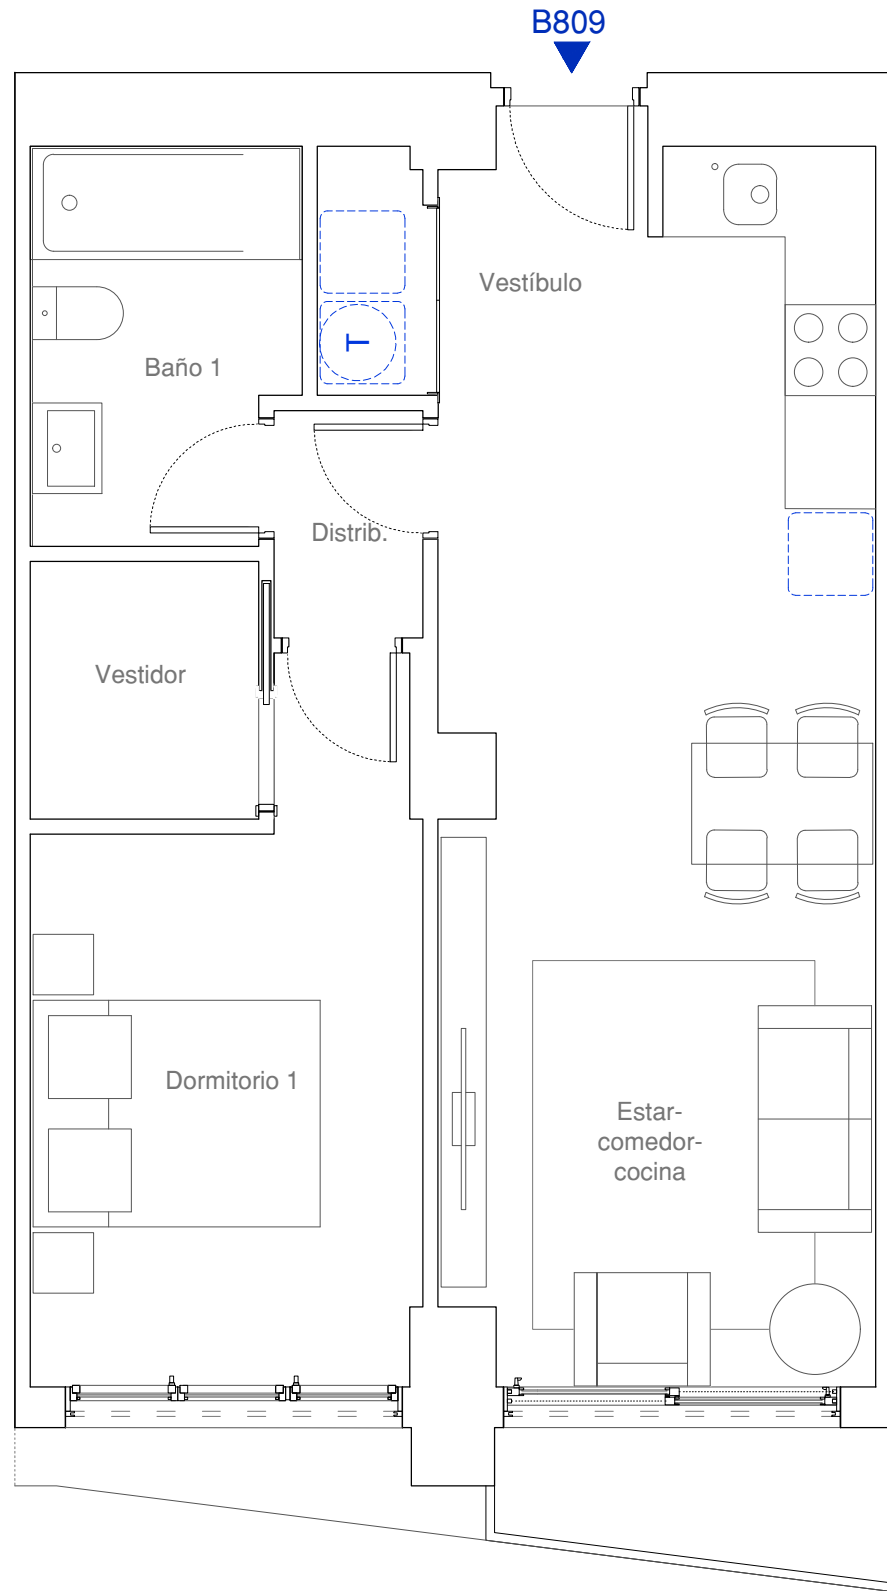 B809
Vestíbulo
T
Baño 1
Distrib.
Vestidor
Dormitorio 1
Estar-
comedor-
cocina